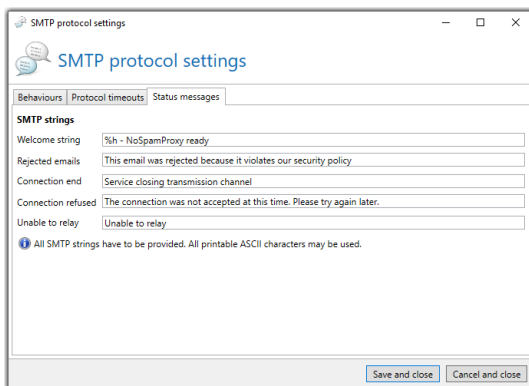 SMTP protocol settings
SMTP protocol settings
Behaviours Protocol timeouts Status messages
SMTP strings
Welcome string %h - NoSpamProxy ready
Rejected emails This email was rejected because it violates our security policy
Connection end Service closing transmission channel
Connection refused The connection was not accepted at this time. Please try again later.
Unable to relay Unable to relay
All SMTP strings have to be provided. All printable ASCII characters may be used.
Save and close Cancel and close